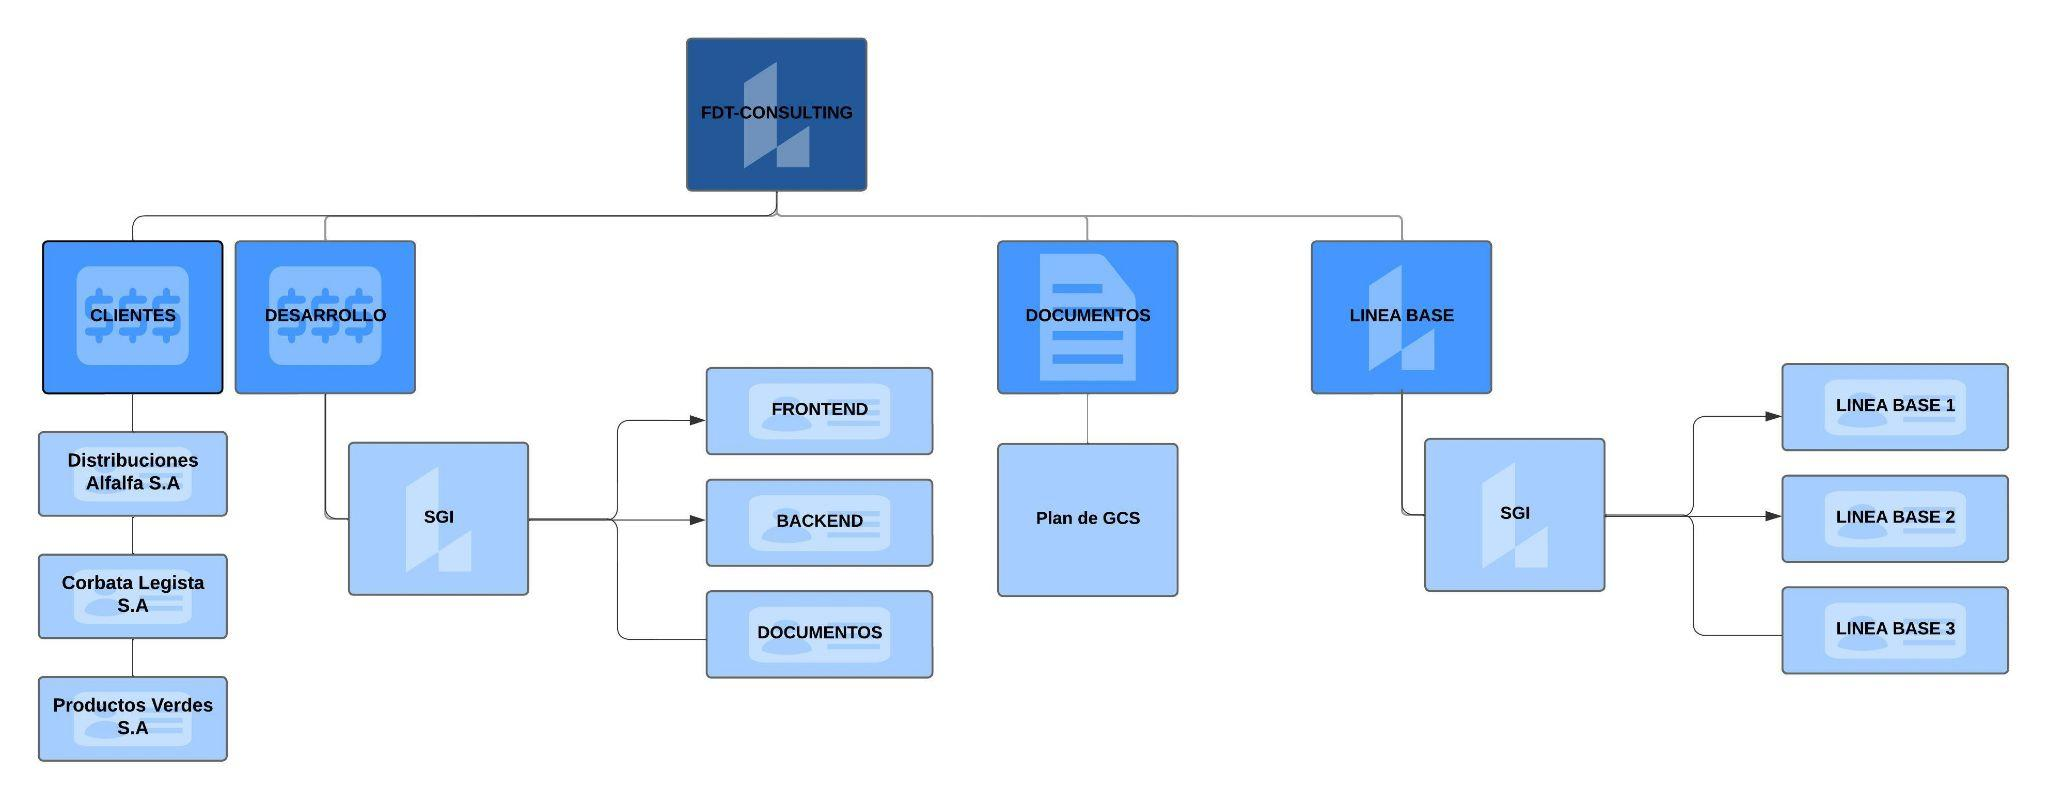 FDT-CONSULTING
CLIENTES
DESARROLLO
DOCUMENTOS
LINEA BASE
Distribuciones
Alfalfa S.A
Corbata Legista
S.A
Productos Verdes
S.A
SGI
FRONTEND
BACKEND
DOCUMENTOS
Plan de GCS
SGI
LINEA BASE 1
LINEA BASE 2
LINEA BASE 3